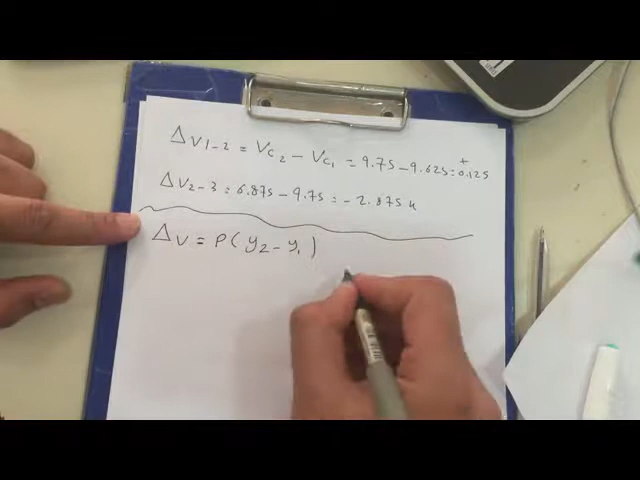 ΔV1-2 = VC2 - VC1 = 9.75 - 9.625 = +0.125
ΔV2-3 = 6.875 - 9.75 = - 2.875 u
ΔV = P(y2 - y1)